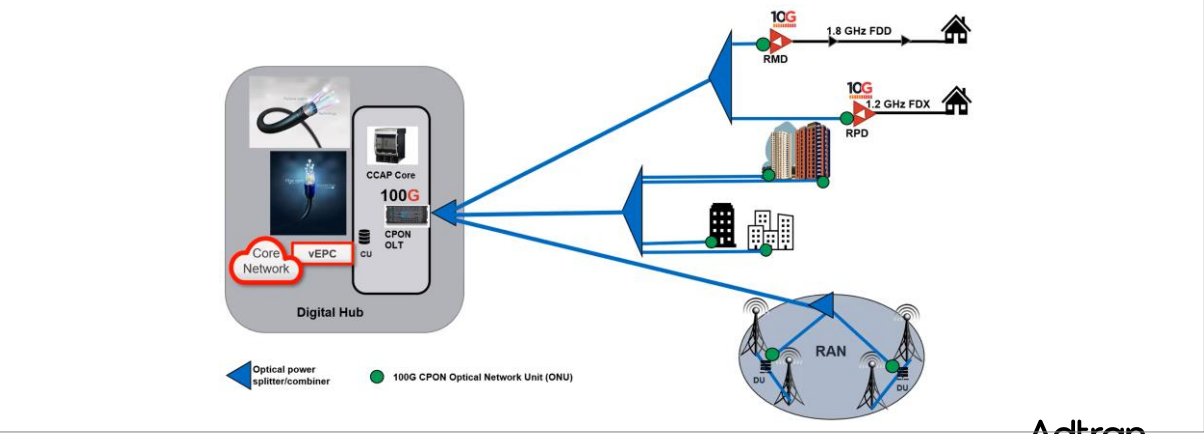 10G
1.8 GHz FDD
RMD
10G
1.2 GHz FDX
RPD
CCAP Core
100G
CPON
OLT
CU
Core
Network
vEPC
Digital Hub
RAN
DU
DU
Optical power
splitter/combiner
100G CPON Optical Network Unit (ONU)
Adtran